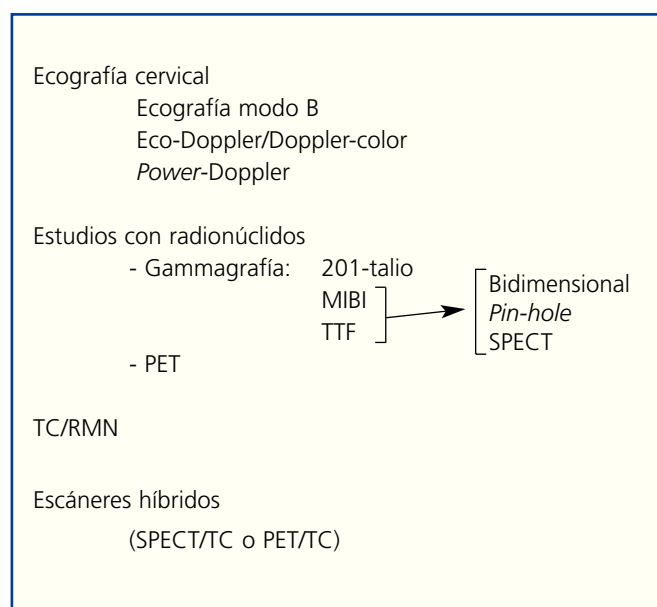 Ecografía cervical
Ecografía modo B
Eco-Doppler/Doppler-color
Power-Doppler
Estudios con radionúclidos
- Gammagrafía: 201-talio
MIBI
TTF
Bidimensional
Pin-hole
SPECT
- PET
TC/RMN
Escáneres híbridos
(SPECT/TC o PET/TC)